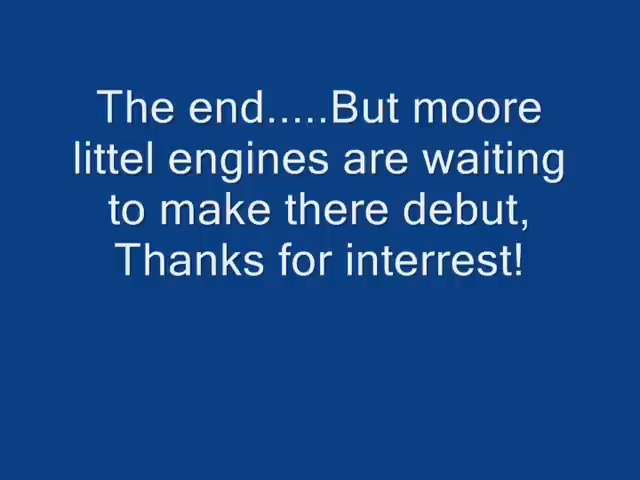 The end.....But moore
littel engines are waiting
to make there debut,
Thanks for interrest!